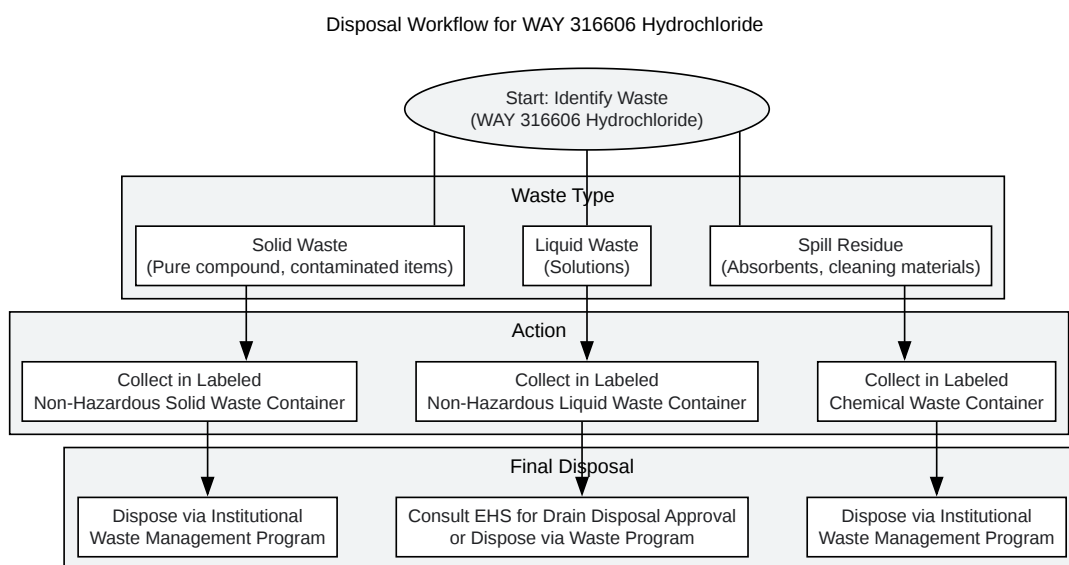 Disposal Workflow for WAY 316606 Hydrochloride
Start: Identify Waste
(WAY 316606 Hydrochloride)
Waste Type
Solid Waste
(Pure compound, contaminated items)
Liquid Waste
(Solutions)
Spill Residue
(Absorbents, cleaning materials)
Action
Collect in Labeled
Non-Hazardous Solid Waste Container
Collect in Labeled
Non-Hazardous Liquid Waste Container
Collect in Labeled
Chemical Waste Container
Final Disposal
Dispose via Institutional
Waste Management Program
Consult EHS for Drain Disposal Approval
or Dispose via Waste Program
Dispose via Institutional
Waste Management Program